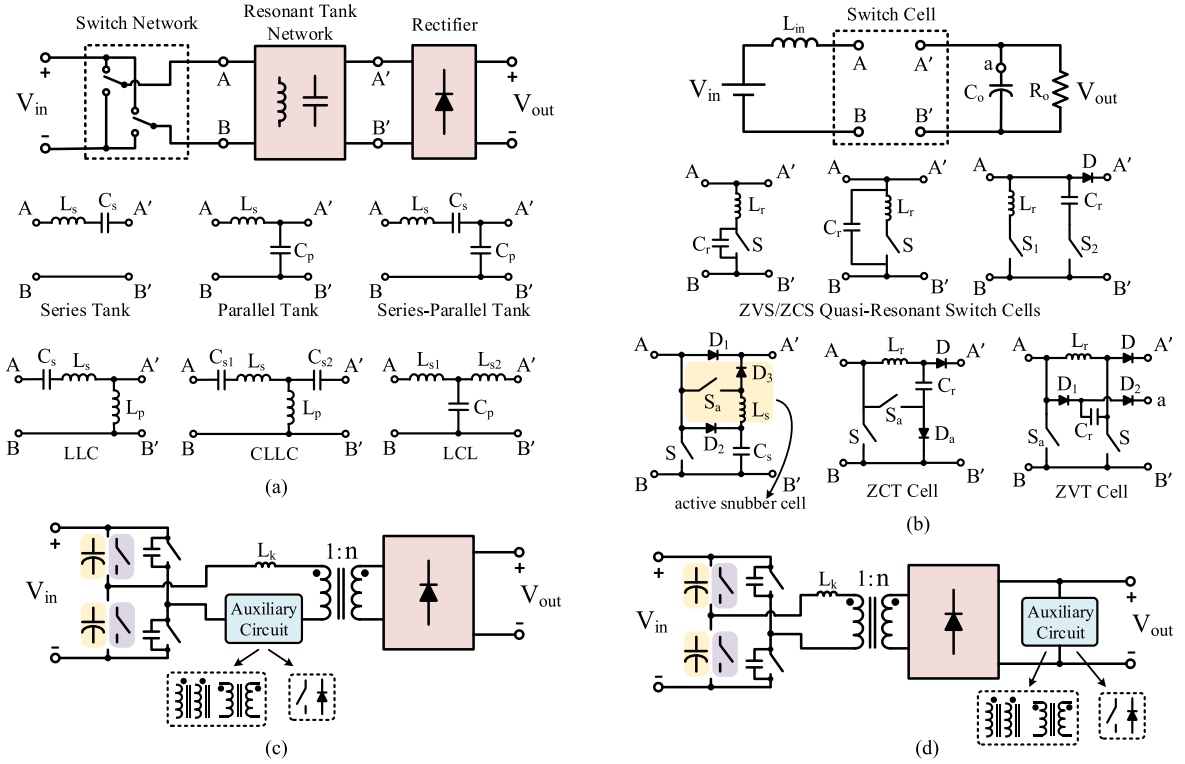 Switch Network
Resonant Tank
Network
Rectifier
+
V_in
−
A
B
A′
B′
+
V_out
−
A L_s C_s A′
B B′
Series Tank
A L_s A′
C_p
B B′
Parallel Tank
A L_s C_s A′
C_p
B B′
Series-Parallel Tank
A C_s L_s A′
L_p
B B′
LLC
A C_s1 L_s C_s2 A′
L_p
B B′
CLLC
A L_s1 L_s2 A′
C_p
B B′
LCL
(a)
Switch Cell
L_in
V_in
A A′
B B′
a
C_o R_o V_out
A A′
L_r
C_r S
B B′
A A′
L_r
C_r
S
B B′
A D A′
L_r C_r
S_1 S_2
B B′
ZVS/ZCS Quasi-Resonant Switch Cells
A D_1 A′
D_3
S_a
L_s
D_2
S C_s
B B′
active snubber cell
A L_r D A′
C_r
S_a
S D_a
B B′
ZCT Cell
A L_r D A′
D_1 D_2
a
C_r
S_a S
B B′
ZVT Cell
(b)
+
V_in
−
L_k 1:n
Auxiliary
Circuit
+
V_out
−
(c)
+
V_in
−
L_k 1:n
Auxiliary
Circuit
+
V_out
−
(d)